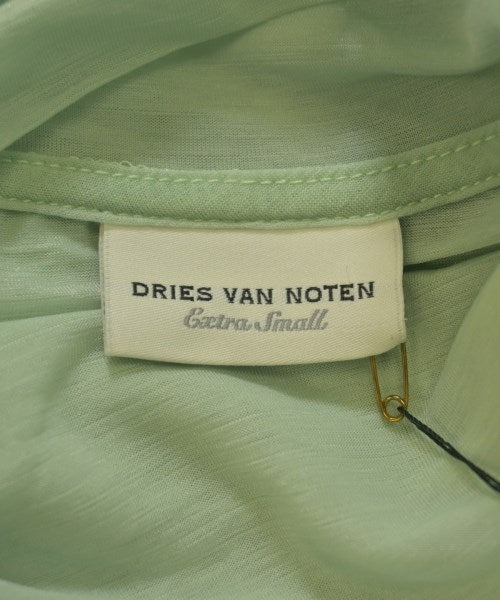 DRIES VAN NOTEN
Extra Small